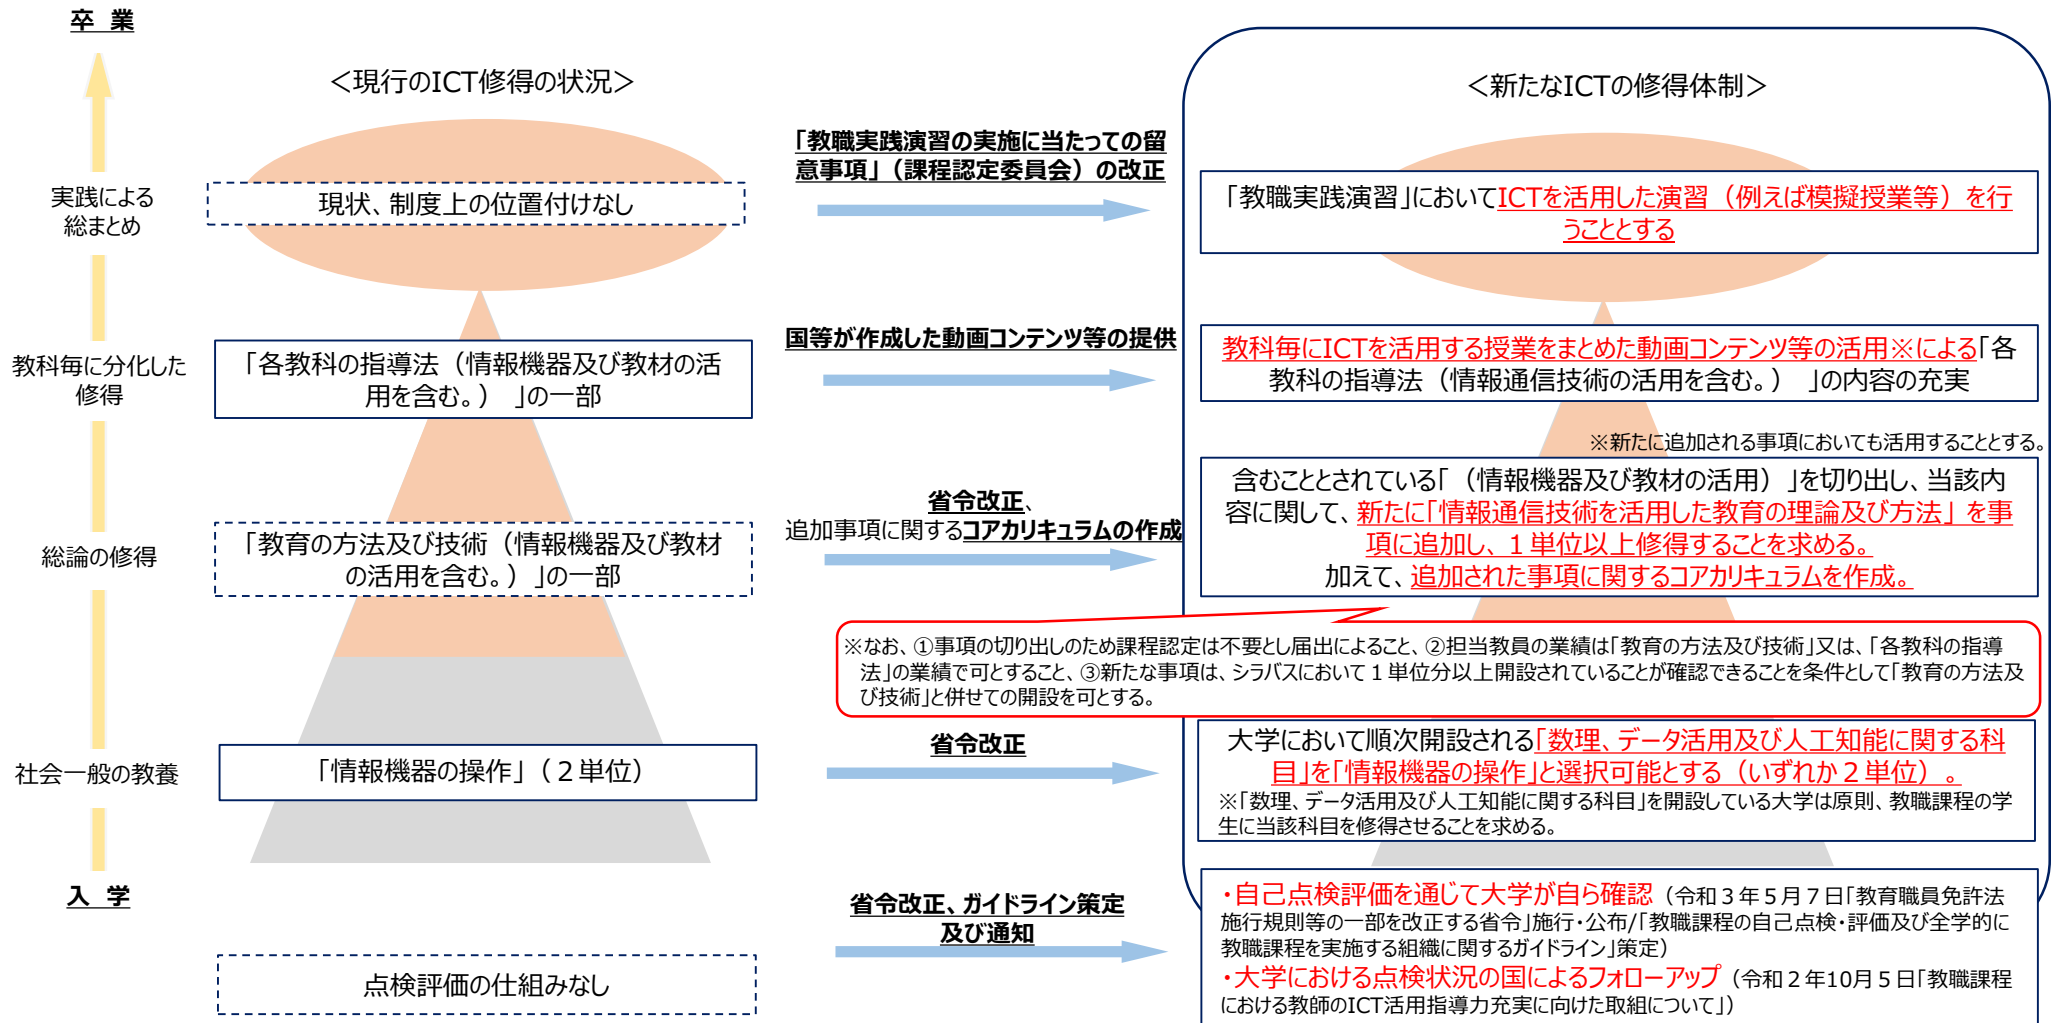 卒 業
＜現行のICT修得の状況＞
＜新たなICTの修得体制＞
実践による
総まとめ
現状、制度上の位置付けなし
「教職実践演習の実施に当たっての留
意事項」（課程認定委員会）の改正
「教職実践演習」においてICTを活用した演習（例えば模擬授業等）を行
うこととする
教科毎に分化した
修得
「各教科の指導法（情報機器及び教材の活
用を含む。） 」の一部
国等が作成した動画コンテンツ等の提供
教科毎にICTを活用する授業をまとめた動画コンテンツ等の活用※による「各
教科の指導法（情報通信技術の活用を含む。） 」の内容の充実
※新たに追加される事項においても活用することとする。
総論の修得
「教育の方法及び技術（情報機器及び教材
の活用を含む。）」の一部
省令改正、
追加事項に関するコアカリキュラムの作成
含むこととされている「（情報機器及び教材の活用）」を切り出し、当該内
容に関して、新たに「情報通信技術を活用した教育の理論及び方法」を事
項に追加し、１単位以上修得することを求める。
加えて、追加された事項に関するコアカリキュラムを作成。
※なお、①事項の切り出しのため課程認定は不要とし届出によること、②担当教員の業績は「教育の方法及び技術」又は、「各教科の指導
法」の業績で可とすること、③新たな事項は、シラバスにおいて１単位分以上開設されていることが確認できることを条件として「教育の方法及
び技術」と併せての開設を可とする。
社会一般の教養
「情報機器の操作」（２単位）
省令改正
大学において順次開設される「数理、データ活用及び人工知能に関する科
目」を「情報機器の操作」と選択可能とする（いずれか２単位）。
※「数理、データ活用及び人工知能に関する科目」を開設している大学は原則、教職課程の学
生に当該科目を修得させることを求める。
入 学
点検評価の仕組みなし
省令改正、ガイドライン策定
及び通知
・自己点検評価を通じて大学が自ら確認（令和３年５月７日「教育職員免許法
施行規則等の一部を改正する省令」施行・公布/「教職課程の自己点検・評価及び全学的に
教職課程を実施する組織に関するガイドライン」策定）
・大学における点検状況の国によるフォローアップ（令和２年10月５日「教職課程
における教師のICT活用指導力充実に向けた取組について」）